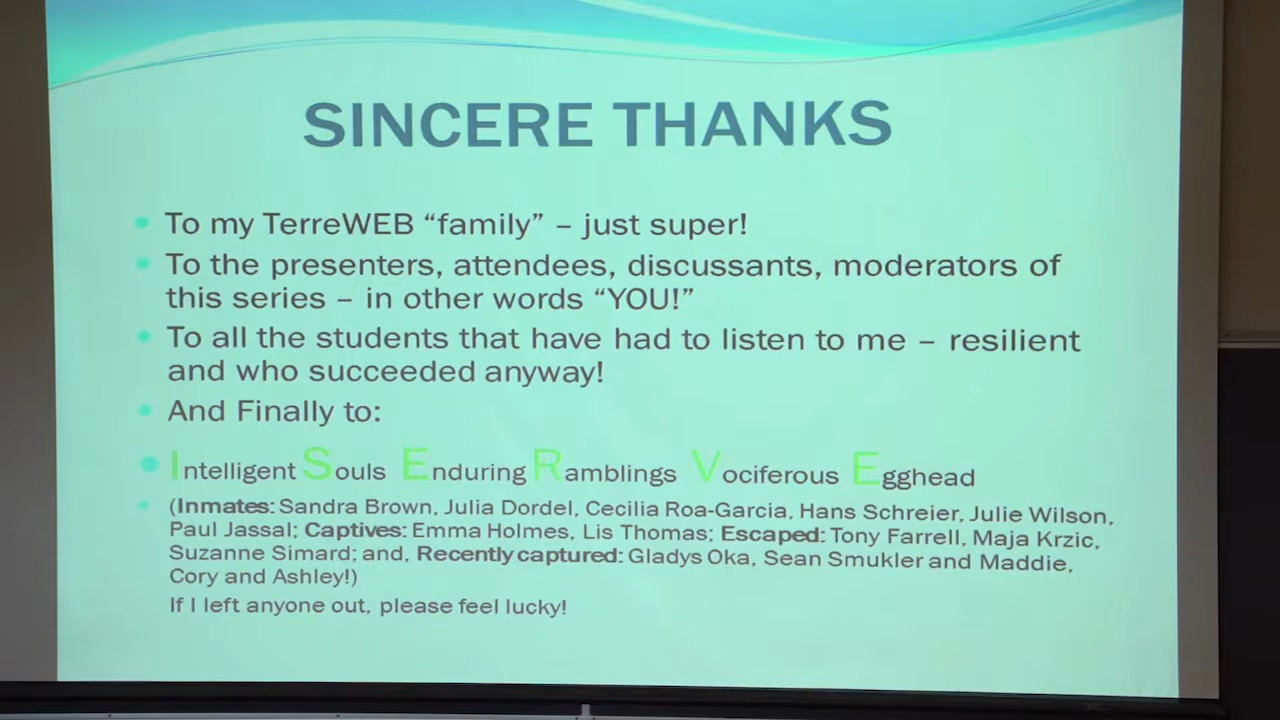 SINCERE THANKS
To my TerreWEB “family” – just super!
To the presenters, attendees, discussants, moderators of
this series – in other words “YOU!”
To all the students that have had to listen to me – resilient
and who succeeded anyway!
And Finally to:
Intelligent Souls Enduring Ramblings Vociferous Egghead
(Inmates: Sandra Brown, Julia Dordel, Cecilia Roa-Garcia, Hans Schreier, Julie Wilson,
Paul Jassal; Captives: Emma Holmes, Lis Thomas; Escaped: Tony Farrell, Maja Krzic,
Suzanne Simard; and, Recently captured: Gladys Oka, Sean Smukler and Maddie,
Cory and Ashley!)
If I left anyone out, please feel lucky!